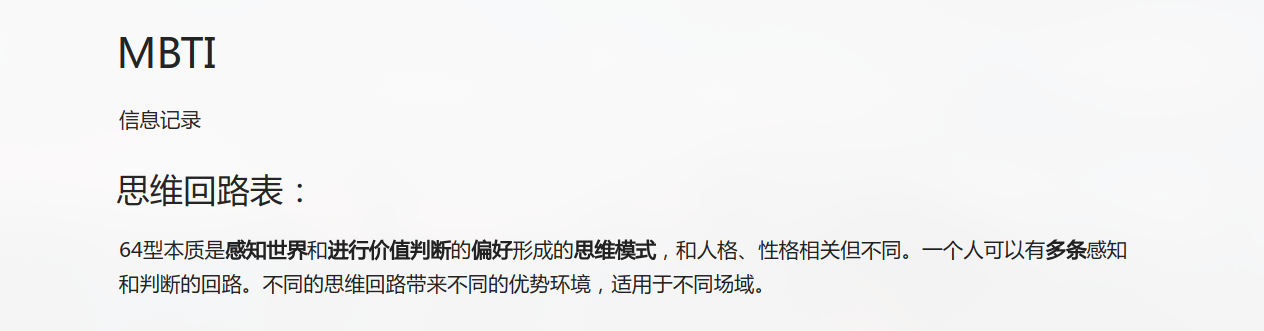 MBTI
信息记录
思维回路表：
64型本质是感知世界和进行价值判断的偏好形成的思维模式，和人格、性格相关但不同。一个人可以有多条感知
和判断的回路。不同的思维回路带来不同的优势环境，适用于不同场域。